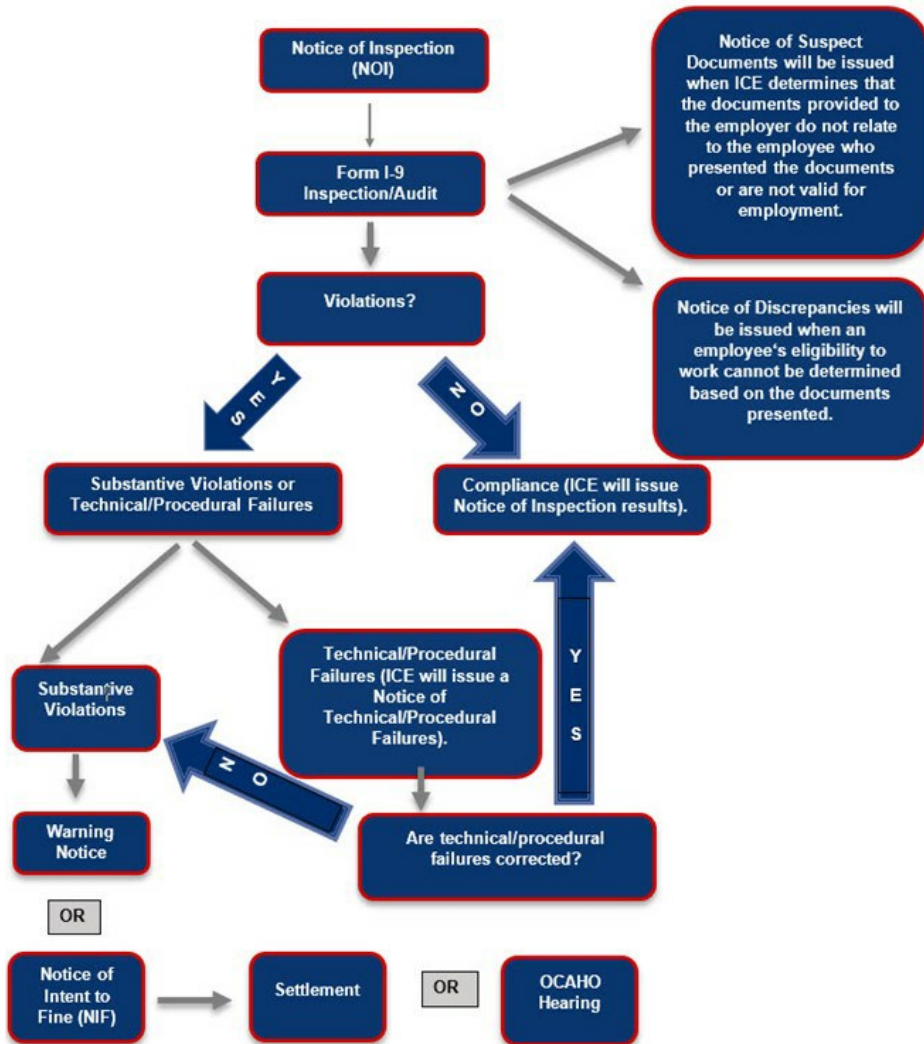 Notice of Inspection
(NOI)
Notice of Suspect
Documents will be issued
when ICE determines that
the documents provided to
the employer do not relate to
the employee who
presented the documents
or are not valid for
employment.
Form I-9
Inspection/Audit
Violations?
Notice of Discrepancies will
be issued when an
employee‘s eligibility to
work cannot be determined
based on the documents
presented.
YES
NO
Substantive Violations or
Technical/Procedural Failures
Compliance (ICE will issue
Notice of Inspection results).
Technical/Procedural
Failures (ICE will issue a
Notice of
Technical/Procedural
Failures).
YES
Substantive
Violations
NO
Warning
Notice
Are technical/procedural
failures corrected?
OR
Notice of
Intent to
Fine (NIF)
Settlement
OR
OCAHO
Hearing